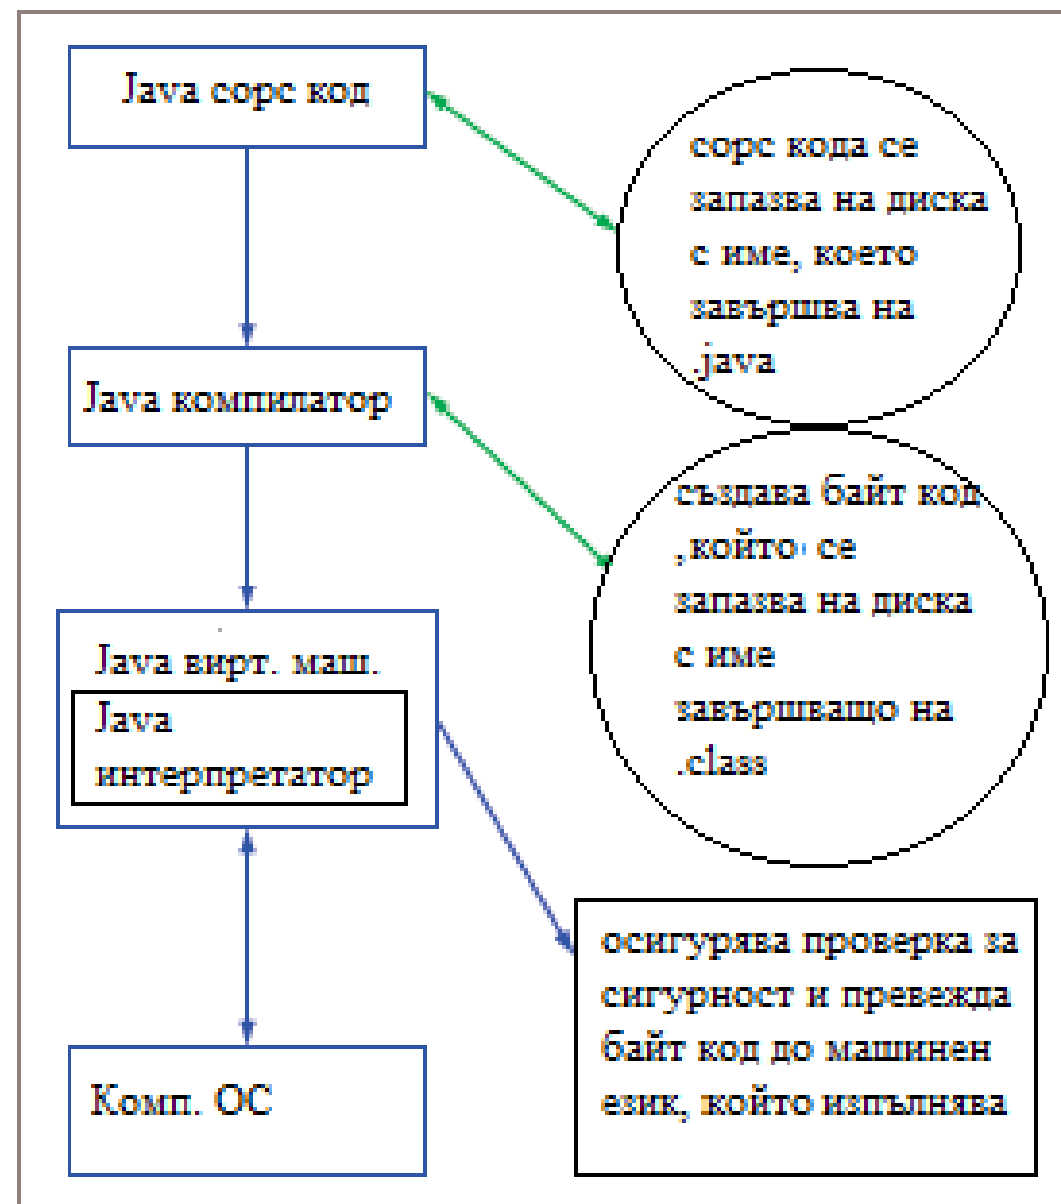 Java сорс код
сорс кода се
запазва на диска
с име, което
завършва на
.java
Java компилатор
създава байт код
,който се
запазва на диска
с име
завършващо на
.class
Java вирт. маш.
Java
интерпретатор
осигурява проверка за
сигурност и превежда
байт код до машинен
език, който изпълнява
Комп. ОС